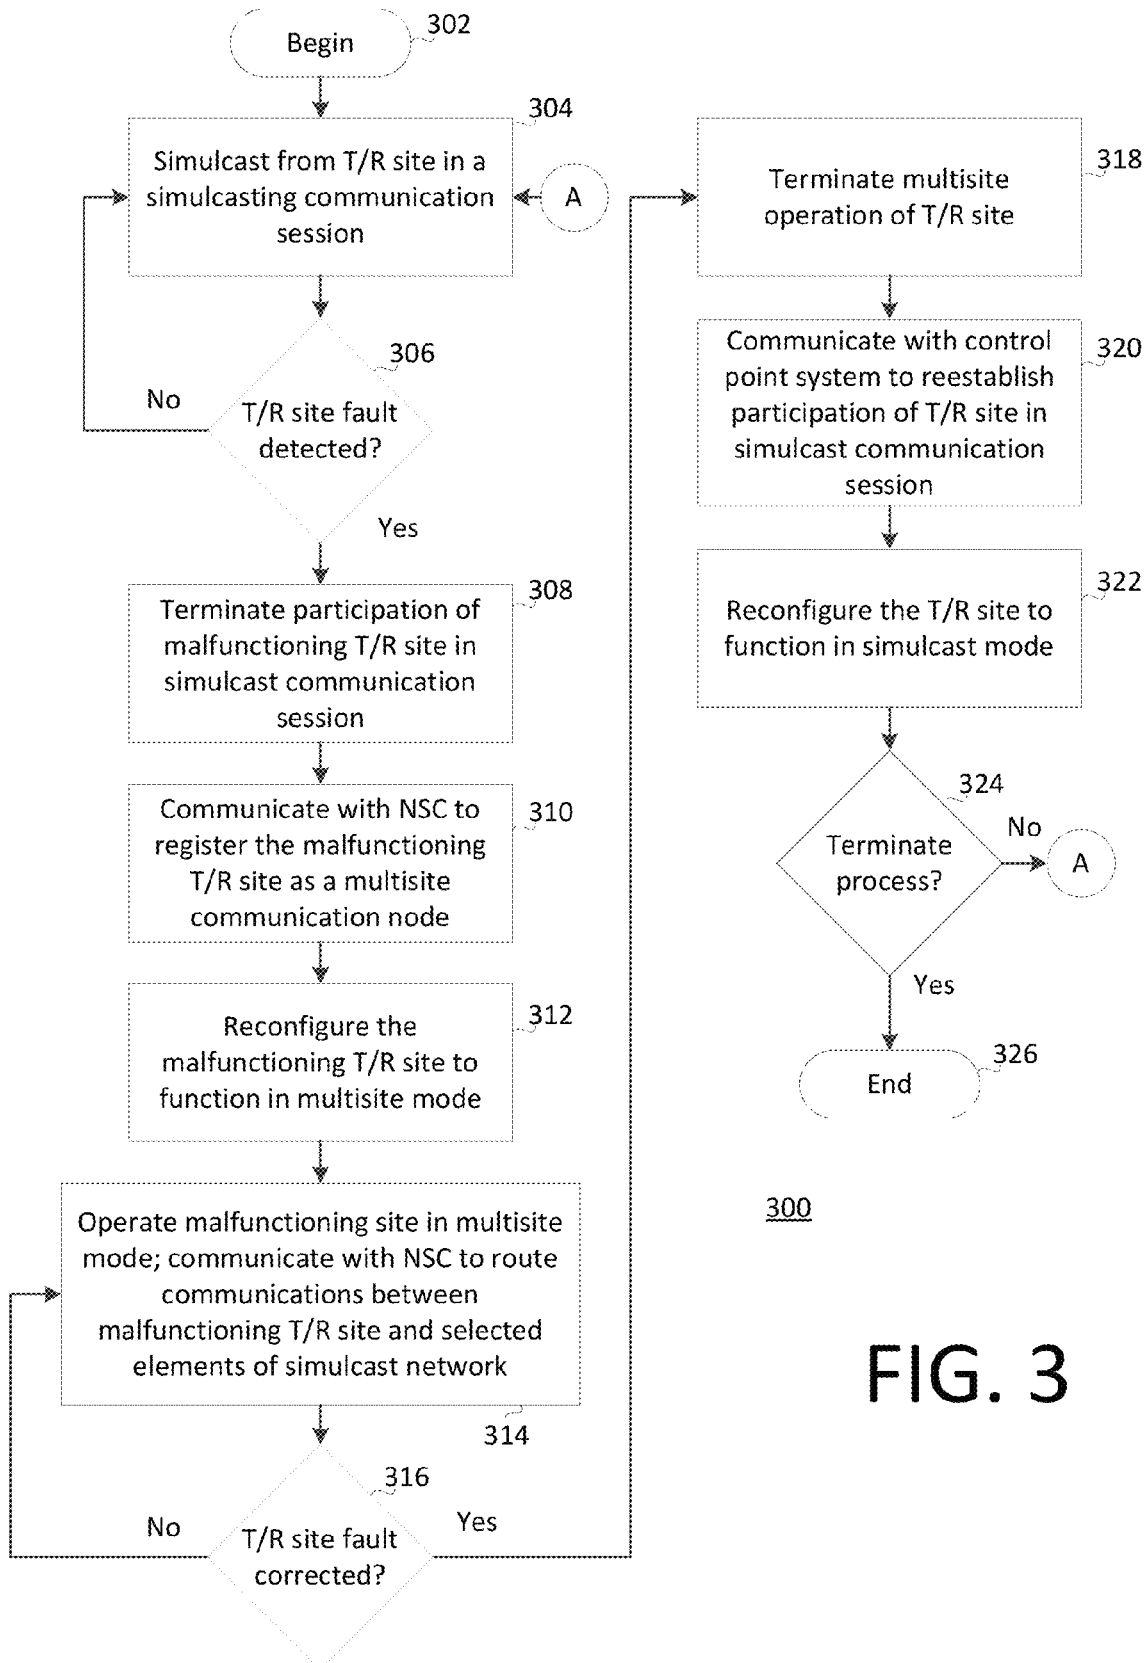 Begin
302
304
Simulcast from T/R site in a
simulcasting communication
session
A
306
T/R site fault
detected?
No
Yes
308
Terminate participation of
malfunctioning T/R site in
simulcast communication
session
310
Communicate with NSC to
register the malfunctioning
T/R site as a multisite
communication node
312
Reconfigure the
malfunctioning T/R site to
function in multisite mode
Operate malfunctioning site in multisite
mode; communicate with NSC to route
communications between
malfunctioning T/R site and selected
elements of simulcast network
314
316
T/R site fault
corrected?
No
Yes
318
Terminate multisite
operation of T/R site
320
Communicate with control
point system to reestablish
participation of T/R site in
simulcast communication
session
322
Reconfigure the T/R site to
function in simulcast mode
324
Terminate
process?
No
A
Yes
326
End
300
FIG. 3